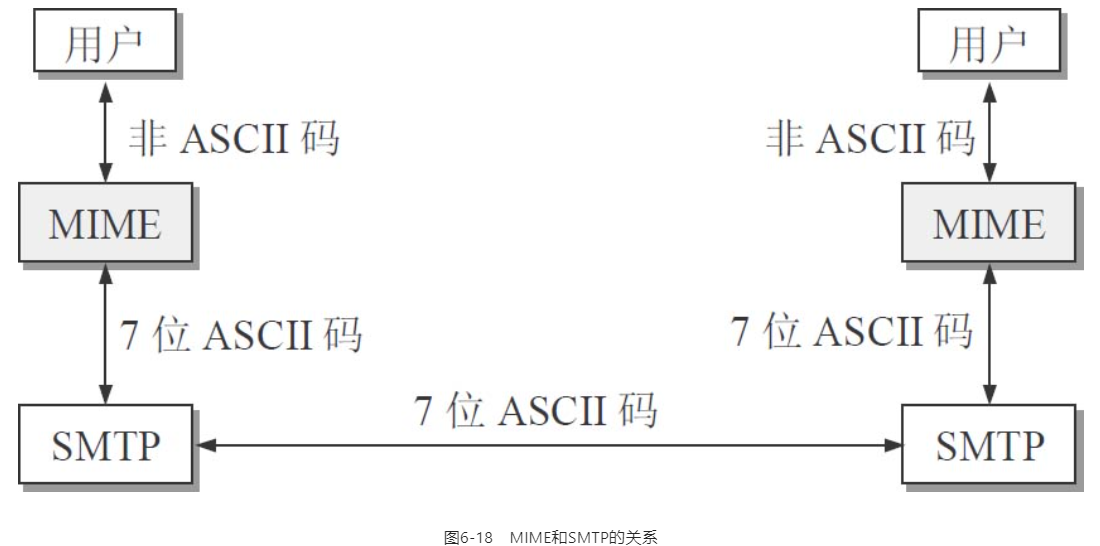 用户 用户
非 ASCII 码 非 ASCII 码
MIME MIME
7 位 ASCII 码 7 位 ASCII 码
7 位 ASCII 码
SMTP SMTP
图6-18 MIME和SMTP的关系